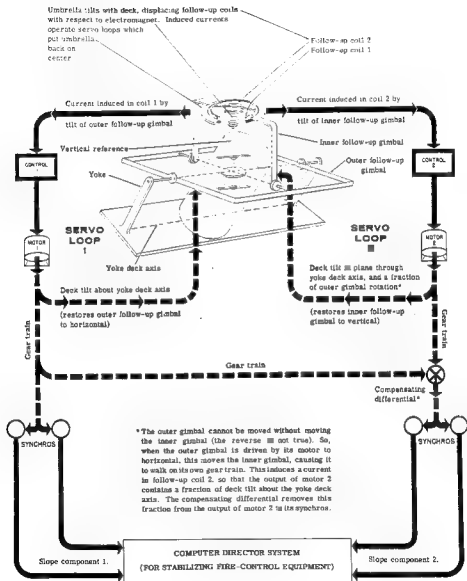 Umbrella tilts with deck, displacing follow-up coils
with respect to electromagnet. Induced currents
operate servo loops which
put umbrella
back on
center
Follow-up coil 2
Follow-up coil 1
Current induced in coil 1 by
tilt of outer follow-up gimbal
Current induced in coil 2 by
tilt of inner follow-up gimbal
Vertical reference
Inner follow-up gimbal
Outer follow-up
gimbal
Yoke
CONTROL
1
CONTROL
2
SERVO
LOOP
1
SERVO
LOOP
MOTOR
1
MOTOR
2
Yoke deck axis
Deck tilt about yoke deck axis
(restores outer follow-up gimbal
to horizontal)
Deck tilt in plane through
yoke deck axis, and a fraction
of outer gimbal rotation*
(restores inner follow-up
gimbal to vertical)
Gear train
Gear train
Gear train
Compensating
differential*
SYNCHROS
SYNCHROS
* The outer gimbal cannot be moved without moving
the inner gimbal (the reverse is not true). So,
when the outer gimbal is driven by its motor to
horizontal, this moves the inner gimbal, causing it
to walk on its own gear train. This induces a current
in follow-up coil 2, so that the output of motor 2
contains a fraction of deck tilt about the yoke deck
axis. The compensating differential removes this
fraction from the output of motor 2 to its synchros.
Slope component 1.
Slope component 2.
COMPUTER DIRECTOR SYSTEM
(FOR STABILIZING FIRE-CONTROL EQUIPMENT)